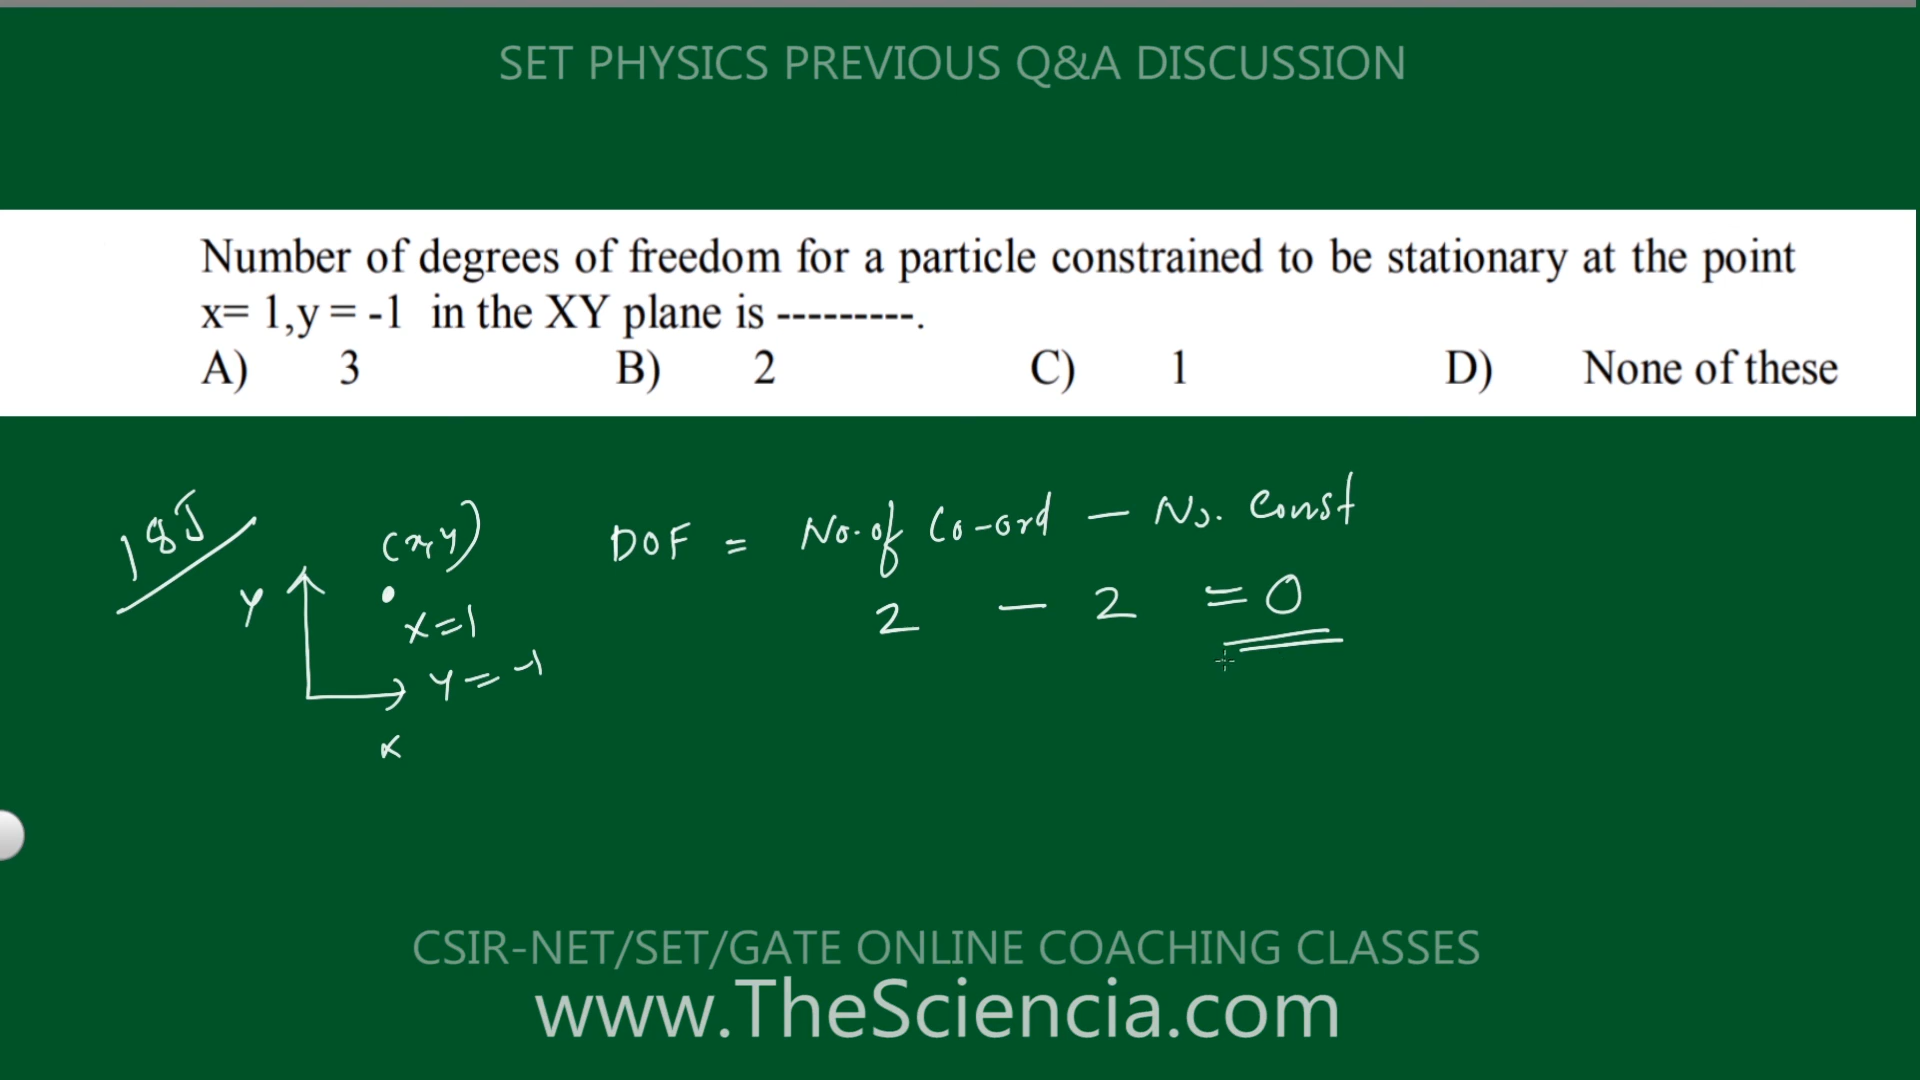 SET PHYSICS PREVIOUS Q&A DISCUSSION
Number of degrees of freedom for a particle constrained to be stationary at the point
x= 1,y = -1 in the XY plane is ---------.
A) 3 B) 2 C) 1 D) None of these
18J
(x,y)
DOF = No. of Co-ord - No. Const
Y
x=1
2 - 2 = 0
y = -1
x
CSIR-NET/SET/GATE ONLINE COACHING CLASSES
www.TheSciencia.com